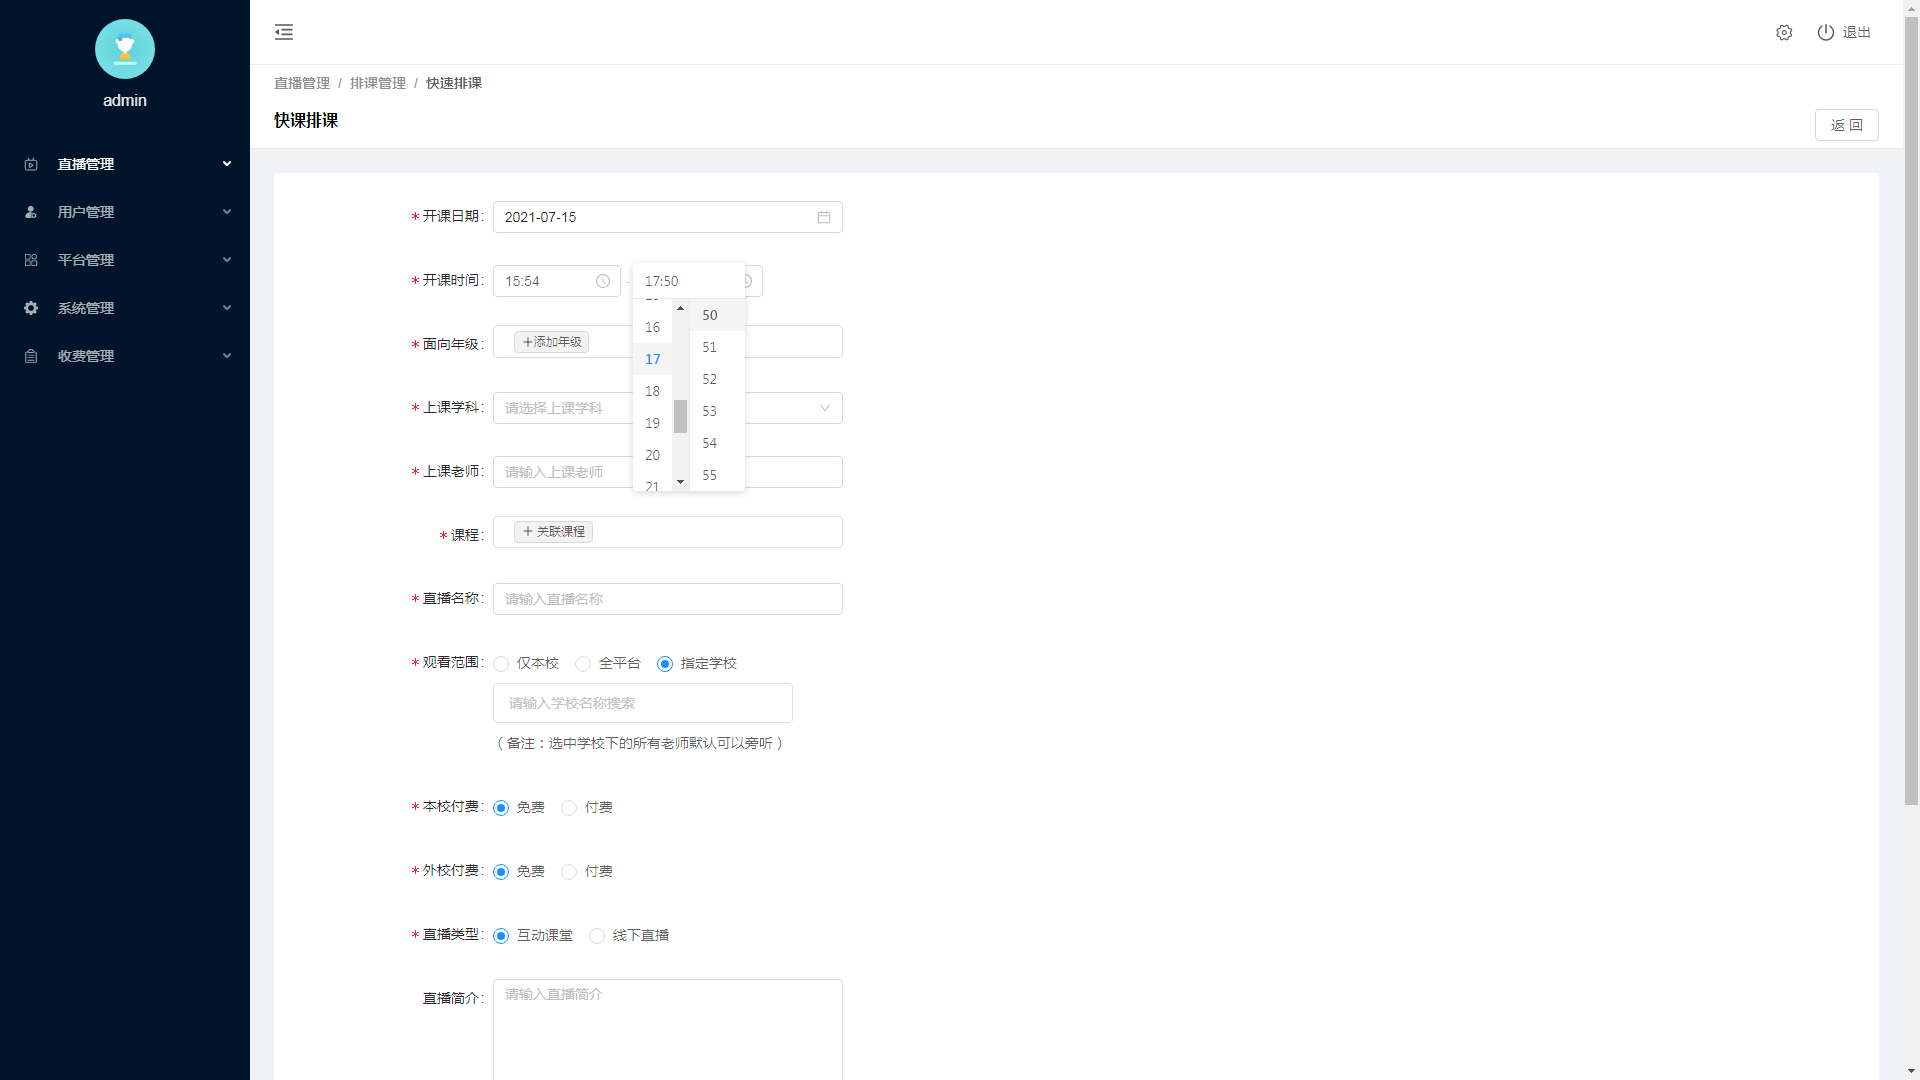 admin
直播管理
用户管理
平台管理
系统管理
收费管理
退出
直播管理 / 排课管理 / 快速排课
快课排课
返 回
* 开课日期: 2021-07-15
* 开课时间: 15:54 - 17:50
16
17
18
19
20
21
50
51
52
53
54
55
* 面向年级: +添加年级
* 上课学科: 请选择上课学科
* 上课老师: 请输入上课老师
* 课程: + 关联课程
* 直播名称: 请输入直播名称
* 观看范围: 仅本校 全平台 指定学校
请输入学校名称搜索
（备注：选中学校下的所有老师默认可以旁听）
* 本校付费: 免费 付费
* 外校付费: 免费 付费
* 直播类型: 互动课堂 线下直播
直播简介: 请输入直播简介